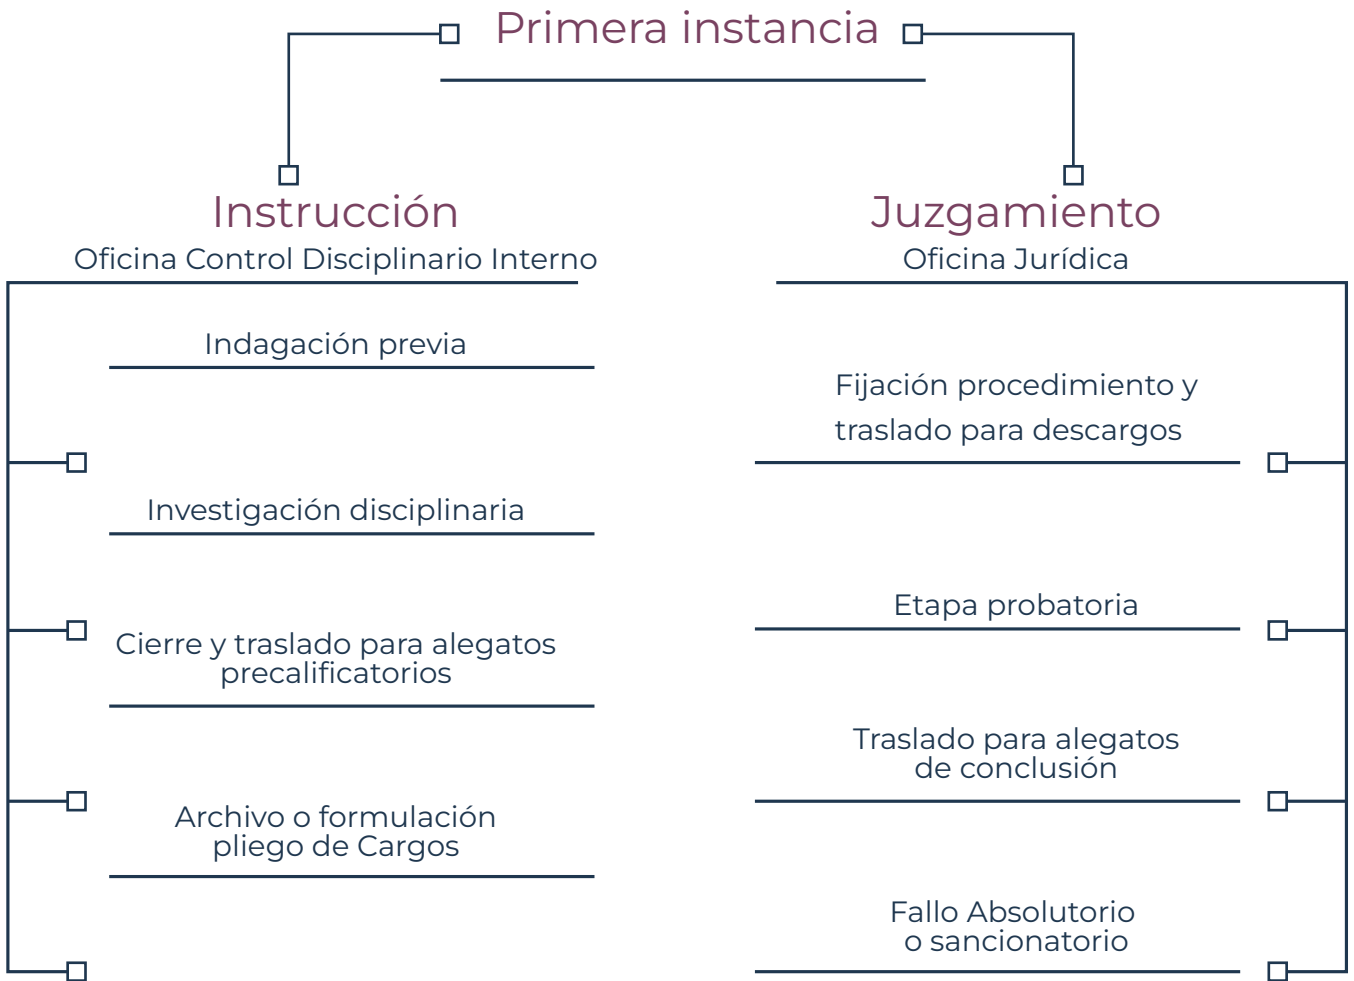 Primera instancia
Instrucción
Oficina Control Disciplinario Interno
Indagación previa
Investigación disciplinaria
Cierre y traslado para alegatos
precalificatorios
Archivo o formulación
pliego de Cargos
Juzgamiento
Oficina Jurídica
Fijación procedimiento y
traslado para descargos
Etapa probatoria
Traslado para alegatos
de conclusión
Fallo Absolutorio
o sancionatorio